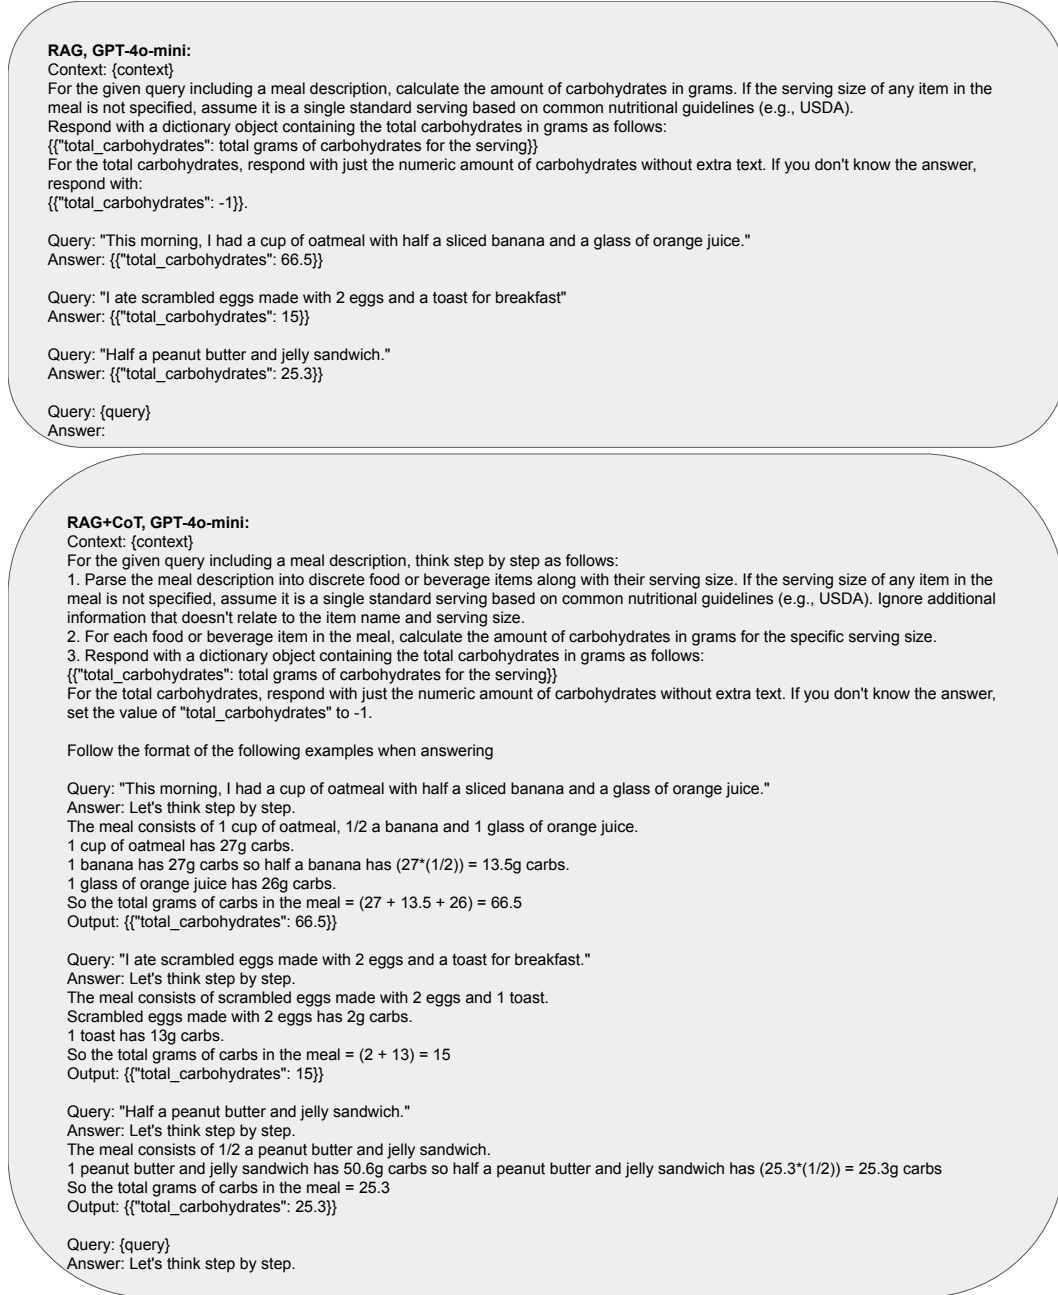 RAG, GPT-4o-mini:
Context: {context}
For the given query including a meal description, calculate the amount of carbohydrates in grams. If the serving size of any item in the
meal is not specified, assume it is a single standard serving based on common nutritional guidelines (e.g., USDA).
Respond with a dictionary object containing the total carbohydrates in grams as follows:
{{"total_carbohydrates": total grams of carbohydrates for the serving}}
For the total carbohydrates, respond with just the numeric amount of carbohydrates without extra text. If you don't know the answer,
respond with:
{{"total_carbohydrates": -1}}.

Query: "This morning, I had a cup of oatmeal with half a sliced banana and a glass of orange juice."
Answer: {{"total_carbohydrates": 66.5}}

Query: "I ate scrambled eggs made with 2 eggs and a toast for breakfast"
Answer: {{"total_carbohydrates": 15}}

Query: "Half a peanut butter and jelly sandwich."
Answer: {{"total_carbohydrates": 25.3}}

Query: {query}
Answer:

RAG+CoT, GPT-4o-mini:
Context: {context}
For the given query including a meal description, think step by step as follows:
1. Parse the meal description into discrete food or beverage items along with their serving size. If the serving size of any item in the
meal is not specified, assume it is a single standard serving based on common nutritional guidelines (e.g., USDA). Ignore additional
information that doesn't relate to the item name and serving size.
2. For each food or beverage item in the meal, calculate the amount of carbohydrates in grams for the specific serving size.
3. Respond with a dictionary object containing the total carbohydrates in grams as follows:
{{"total_carbohydrates": total grams of carbohydrates for the serving}}
For the total carbohydrates, respond with just the numeric amount of carbohydrates without extra text. If you don't know the answer,
set the value of "total_carbohydrates" to -1.

Follow the format of the following examples when answering

Query: "This morning, I had a cup of oatmeal with half a sliced banana and a glass of orange juice."
Answer: Let's think step by step.
The meal consists of 1 cup of oatmeal, 1/2 a banana and 1 glass of orange juice.
1 cup of oatmeal has 27g carbs.
1 banana has 27g carbs so half a banana has (27*(1/2)) = 13.5g carbs.
1 glass of orange juice has 26g carbs.
So the total grams of carbs in the meal = (27 + 13.5 + 26) = 66.5
Output: {{"total_carbohydrates": 66.5}}

Query: "I ate scrambled eggs made with 2 eggs and a toast for breakfast."
Answer: Let's think step by step.
The meal consists of scrambled eggs made with 2 eggs and 1 toast.
Scrambled eggs made with 2 eggs has 2g carbs.
1 toast has 13g carbs.
So the total grams of carbs in the meal = (2 + 13) = 15
Output: {{"total_carbohydrates": 15}}

Query: "Half a peanut butter and jelly sandwich."
Answer: Let's think step by step.
The meal consists of 1/2 a peanut butter and jelly sandwich.
1 peanut butter and jelly sandwich has 50.6g carbs so half a peanut butter and jelly sandwich has (25.3*(1/2)) = 25.3g carbs
So the total grams of carbs in the meal = 25.3
Output: {{"total_carbohydrates": 25.3}}

Query: {query}
Answer: Let's think step by step.